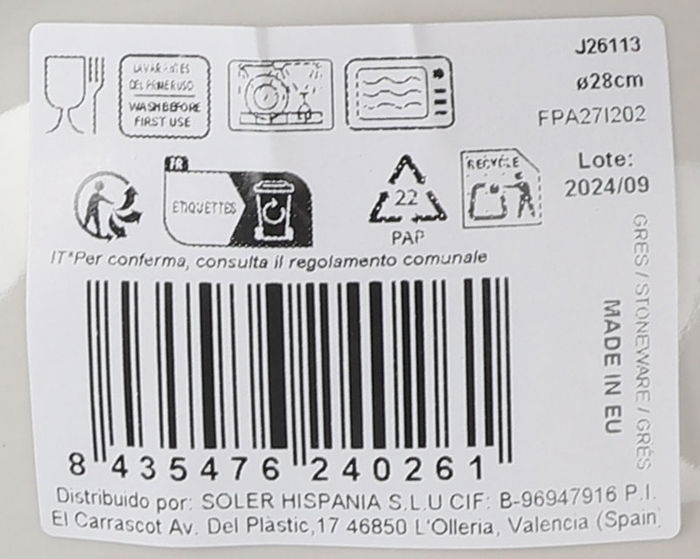 J26113
ø28cm
FPA27I202
Lote:
2024/09
LAVAR ANTES
DEL PRIMER USO
WASH BEFORE
FIRST USE
FR
ETIQUETTES
22
PAP
RECYCLE
IT*Per conferma, consulta il regolamento comunale
GRES / STONEWARE / GRÈS
MADE IN EU
8 435476 240261
Distribuido por: SOLER HISPANIA S.L.U CIF: B-96947916 P.I.
El Carrascot Av. Del Plàstic,17 46850 L'Olleria, Valencia (Spain)